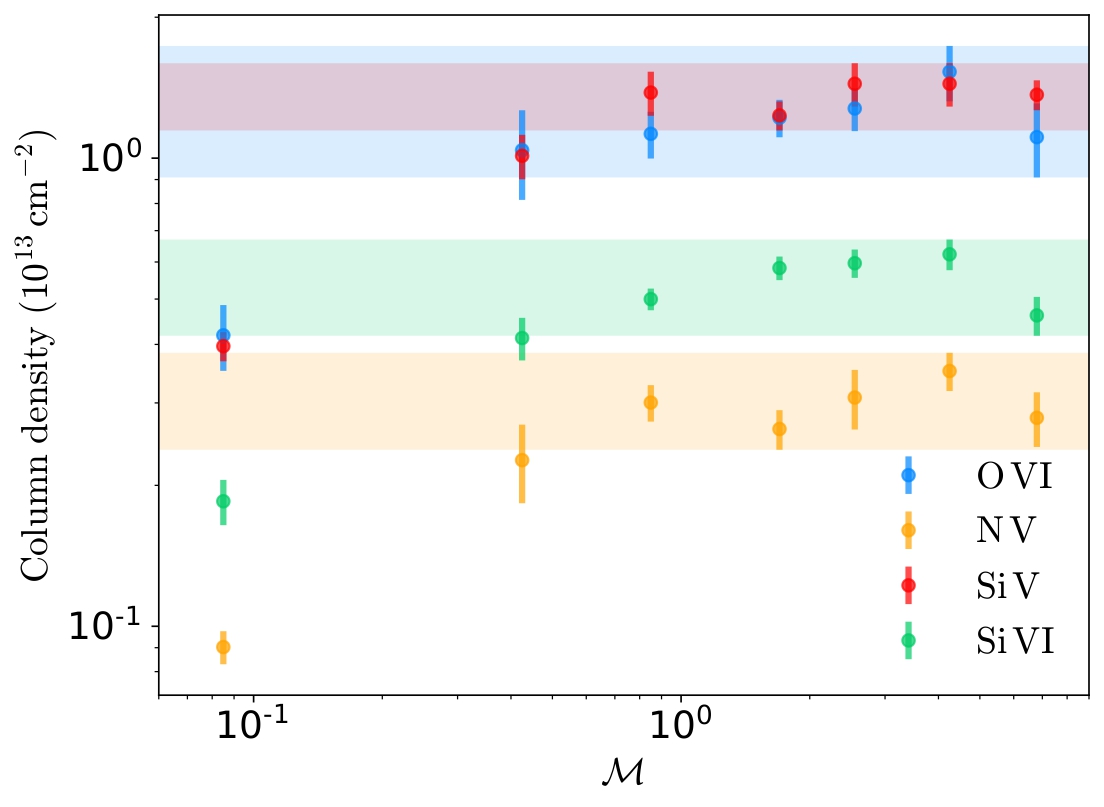 Column density (10^13 cm^−2)
10^0
10^-1
10^-1 10^0
ℳ
O VI
N V
Si V
Si VI